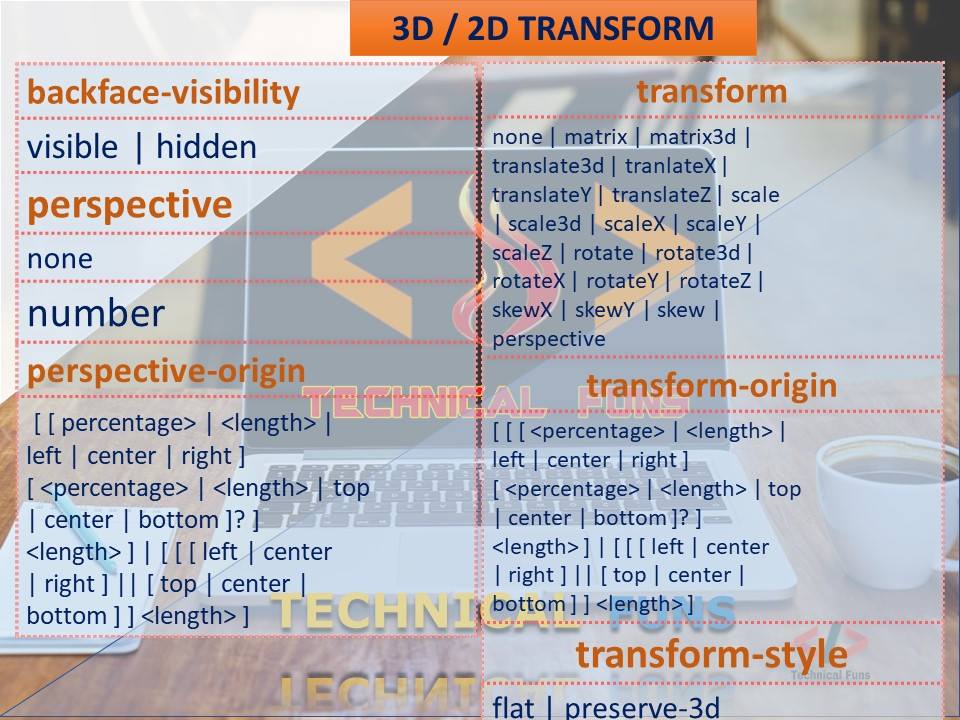 3D / 2D TRANSFORM
backface-visibility
visible | hidden
perspective
none
number
perspective-origin
[ [ percentage> | <length> |
left | center | right ]
[ <percentage> | <length> | top
| center | bottom ]? ]
<length> ] | [ [ [ left | center
| right ] || [ top | center |
bottom ] ] <length> ]
transform
none | matrix | matrix3d |
translate3d | tranlateX |
translateY | translateZ | scale
| scale3d | scaleX | scaleY |
scaleZ | rotate | rotate3d |
rotateX | rotateY | rotateZ |
skewX | skewY | skew |
perspective
transform-origin
[ [ [ <percentage> | <length> |
left | center | right ]
[ <percentage> | <length> | top
| center | bottom ]? ]
<length> ] | [ [ [ left | center
| right ] || [ top | center |
bottom ] ] <length> ]
transform-style
flat | preserve-3d
TECHNICAL FUNS
TECHNICAL FUNS
Technical Funs